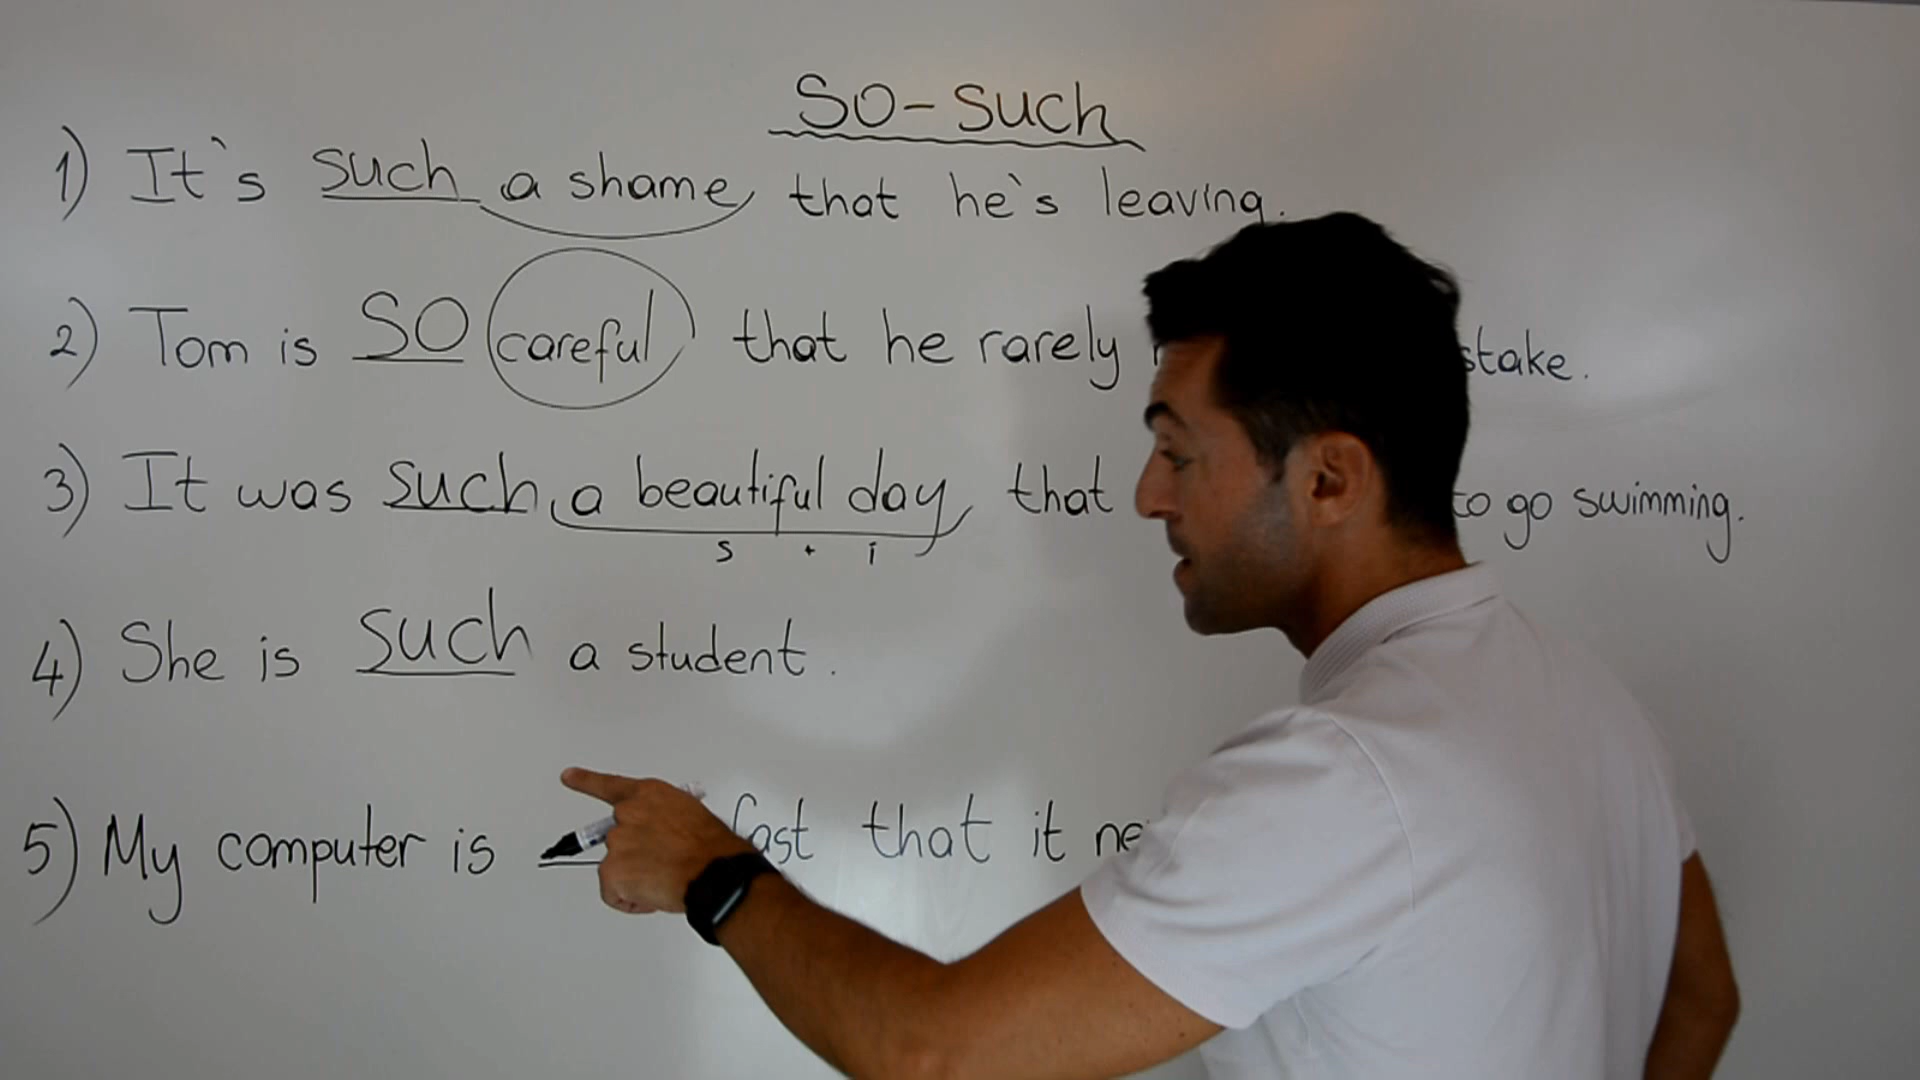 SO-SUCH
1) It's such a shame that he's leaving.
2) Tom is SO careful that he rarely stake.
3) It was such a beautiful day that to go swimming.
s + i
4) She is such a student.
5) My computer is fast that it ne